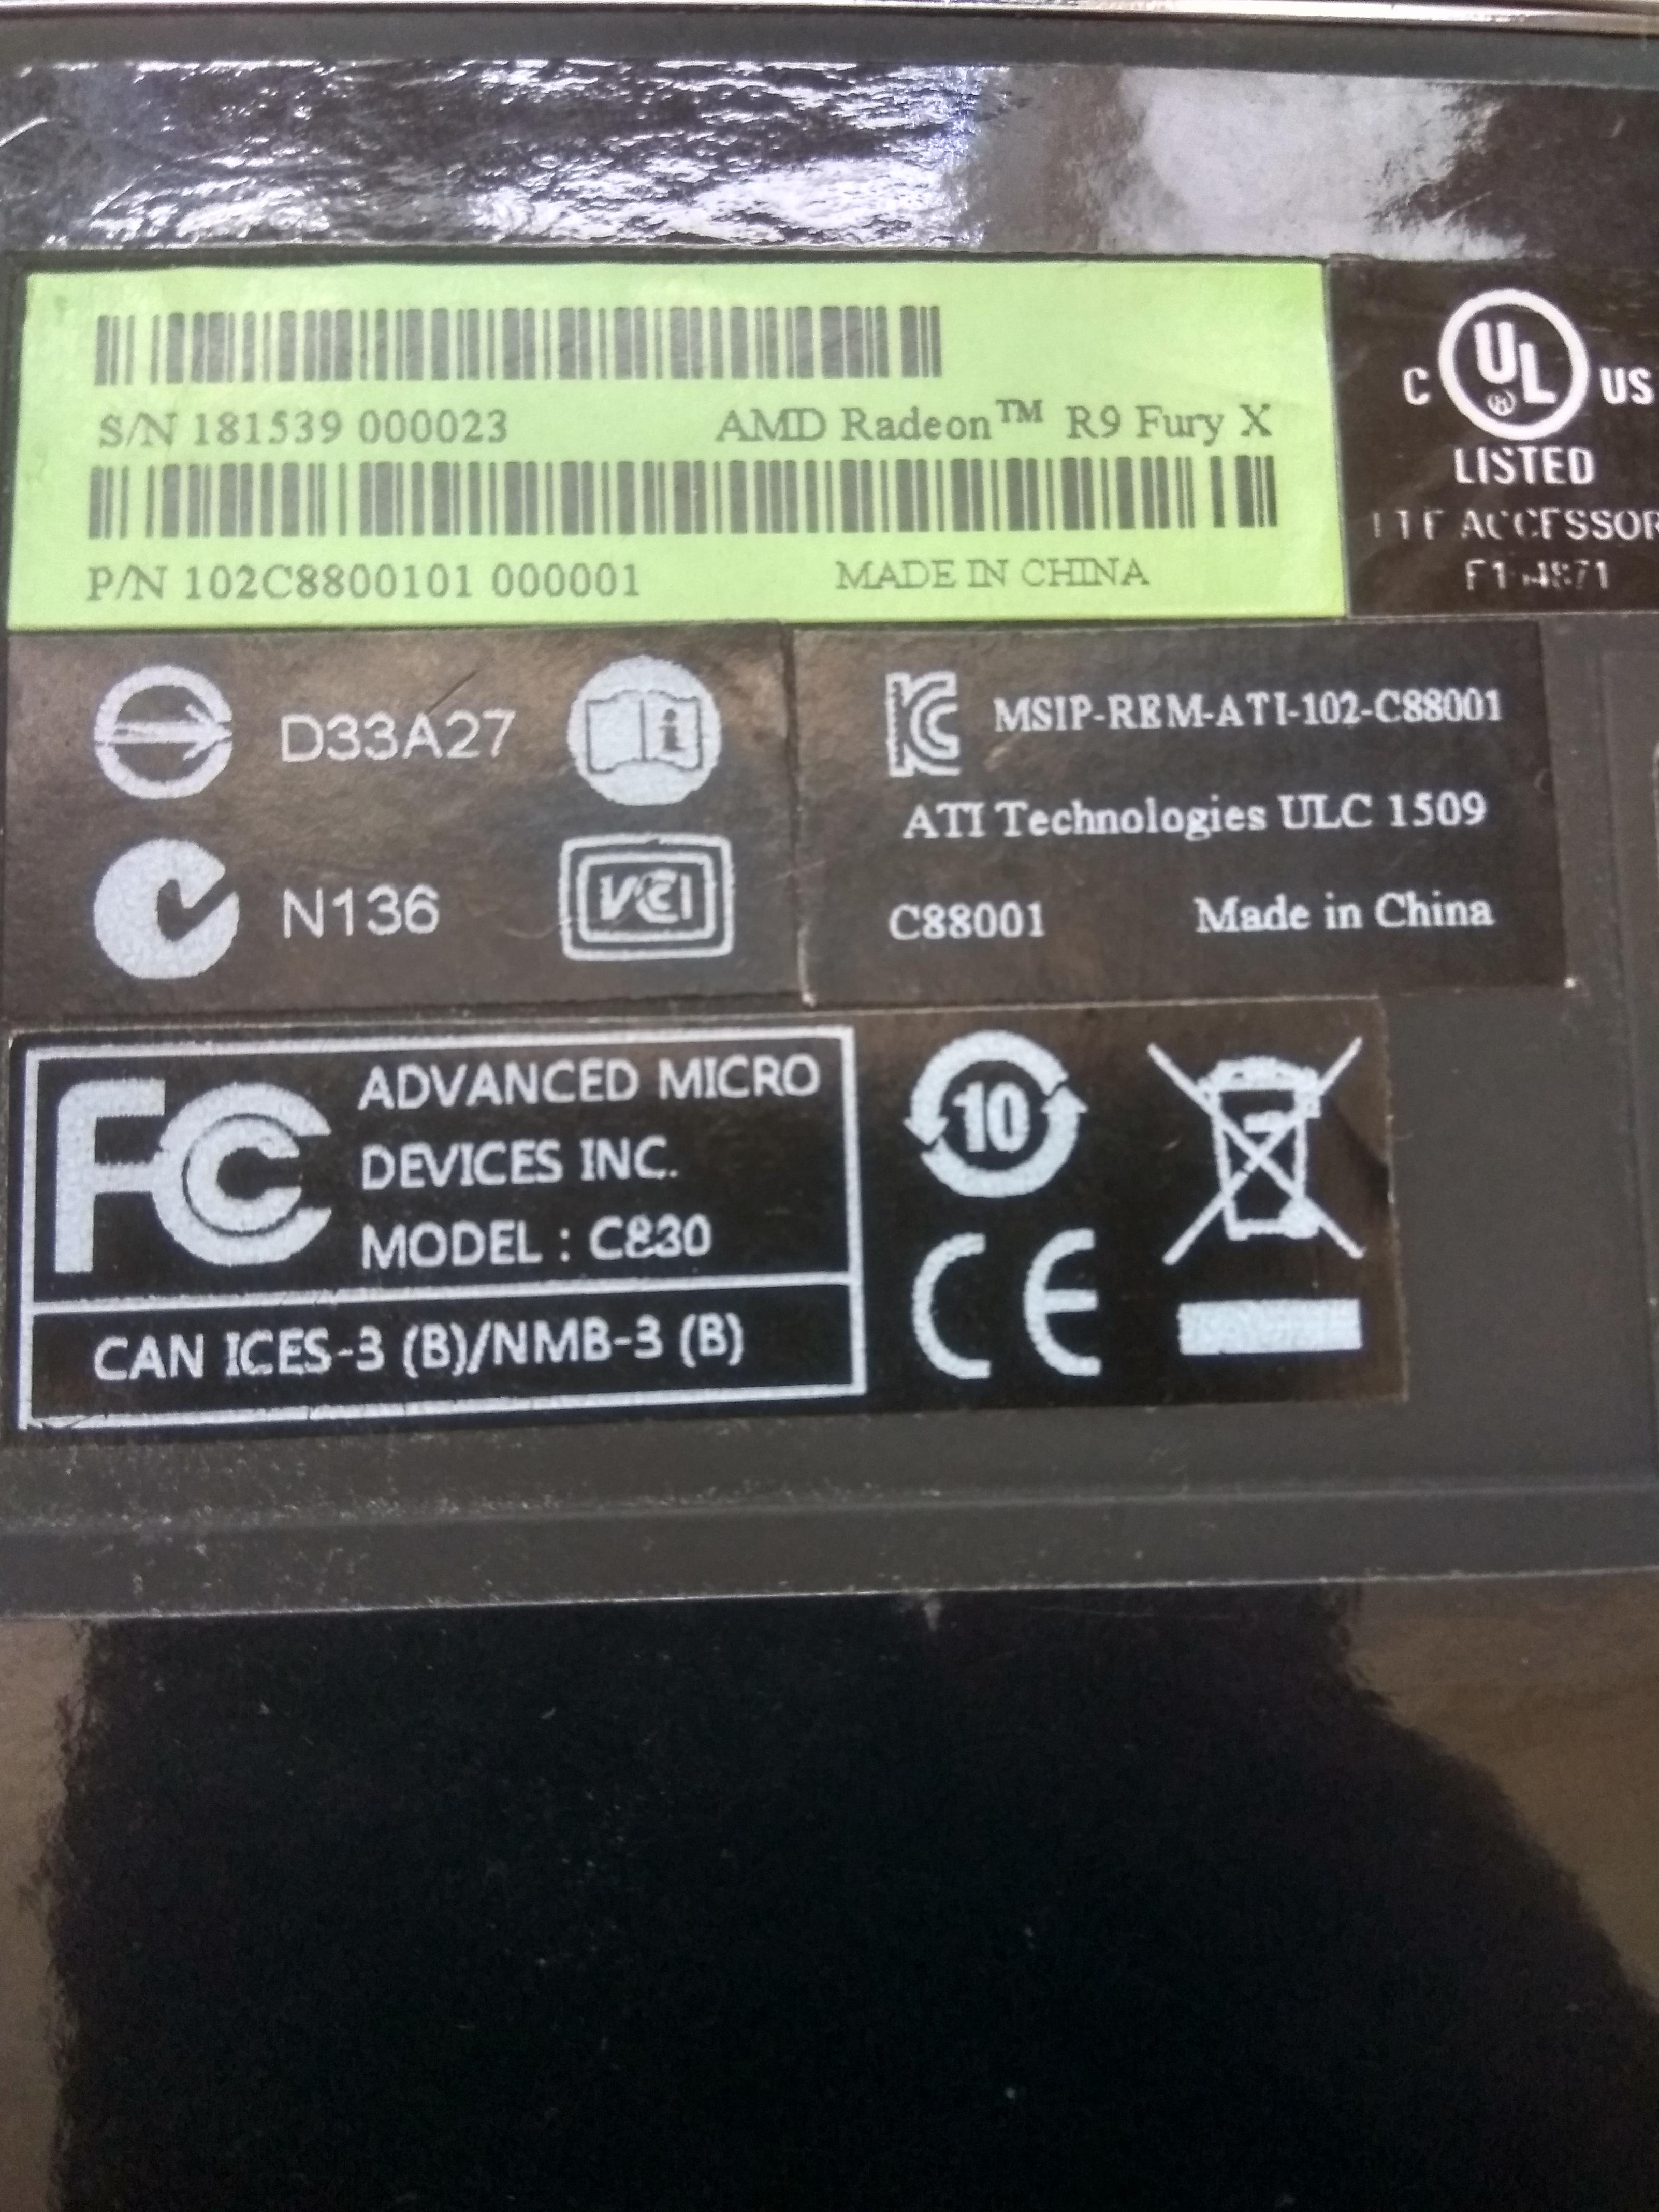 S/N 181539 000023 AMD Radeon™ R9 Fury X
P/N 102C8800101 000001 MADE IN CHINA
C UL US
LISTED
D33A27
N136
VCI
MSIP-REM-ATI-102-C88001
ATI Technologies ULC 1509
C88001 Made in China
FC ADVANCED MICRO
DEVICES INC.
MODEL : C880
CAN ICES-3 (B)/NMB-3 (B)
10
CE